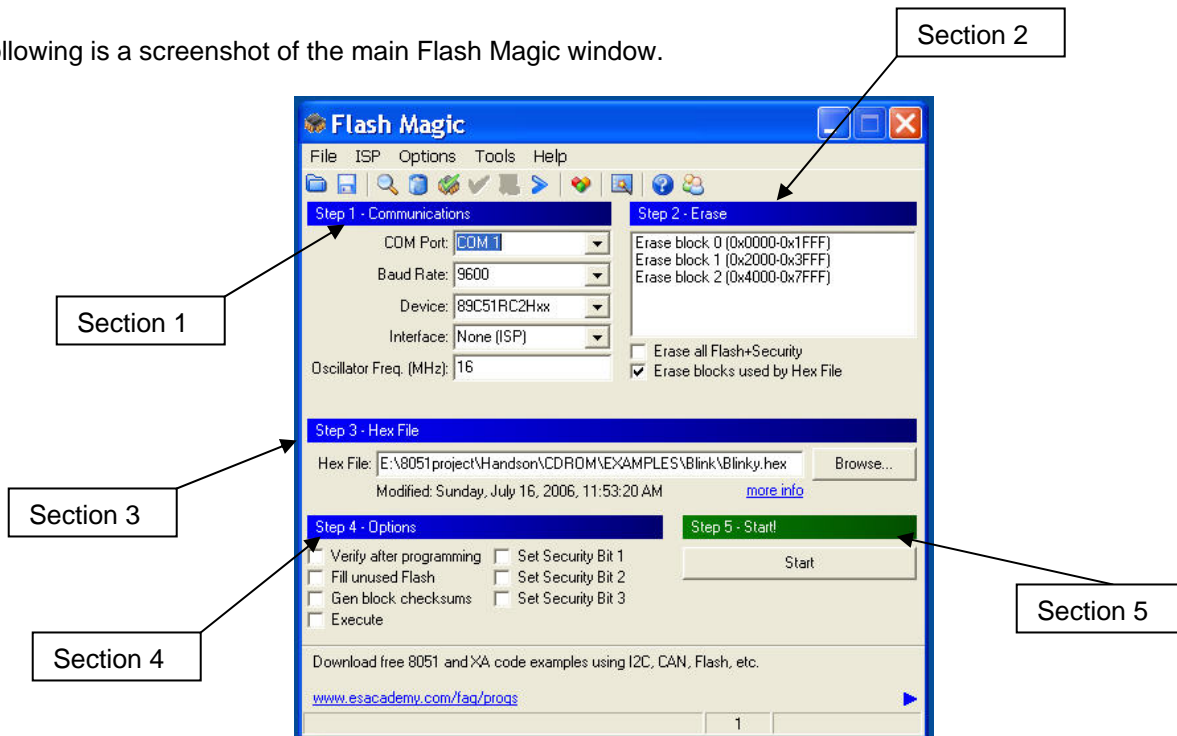 ollowing is a screenshot of the main Flash Magic window.
Section 2
Flash Magic
File ISP Options Tools Help
Step 1 - Communications
COM Port: COM 1
Baud Rate: 9600
Device: 89C51RC2Hxx
Interface: None (ISP)
Oscillator Freq. (MHz): 16
Step 2 - Erase
Erase block 0 (0x0000-0x1FFF)
Erase block 1 (0x2000-0x3FFF)
Erase block 2 (0x4000-0x7FFF)
Erase all Flash+Security
Erase blocks used by Hex File
Section 1
Step 3 - Hex File
Hex File: E:\8051project\Handson\CDROM\EXAMPLES\Blink\Blinky.hex Browse...
Modified: Sunday, July 16, 2006, 11:53:20 AM more info
Section 3
Step 4 - Options
Verify after programming Set Security Bit 1
Fill unused Flash Set Security Bit 2
Gen block checksums Set Security Bit 3
Execute
Step 5 - Start!
Start
Section 5
Section 4
Download free 8051 and XA code examples using I2C, CAN, Flash, etc.
www.esacademy.com/faq/progs
1